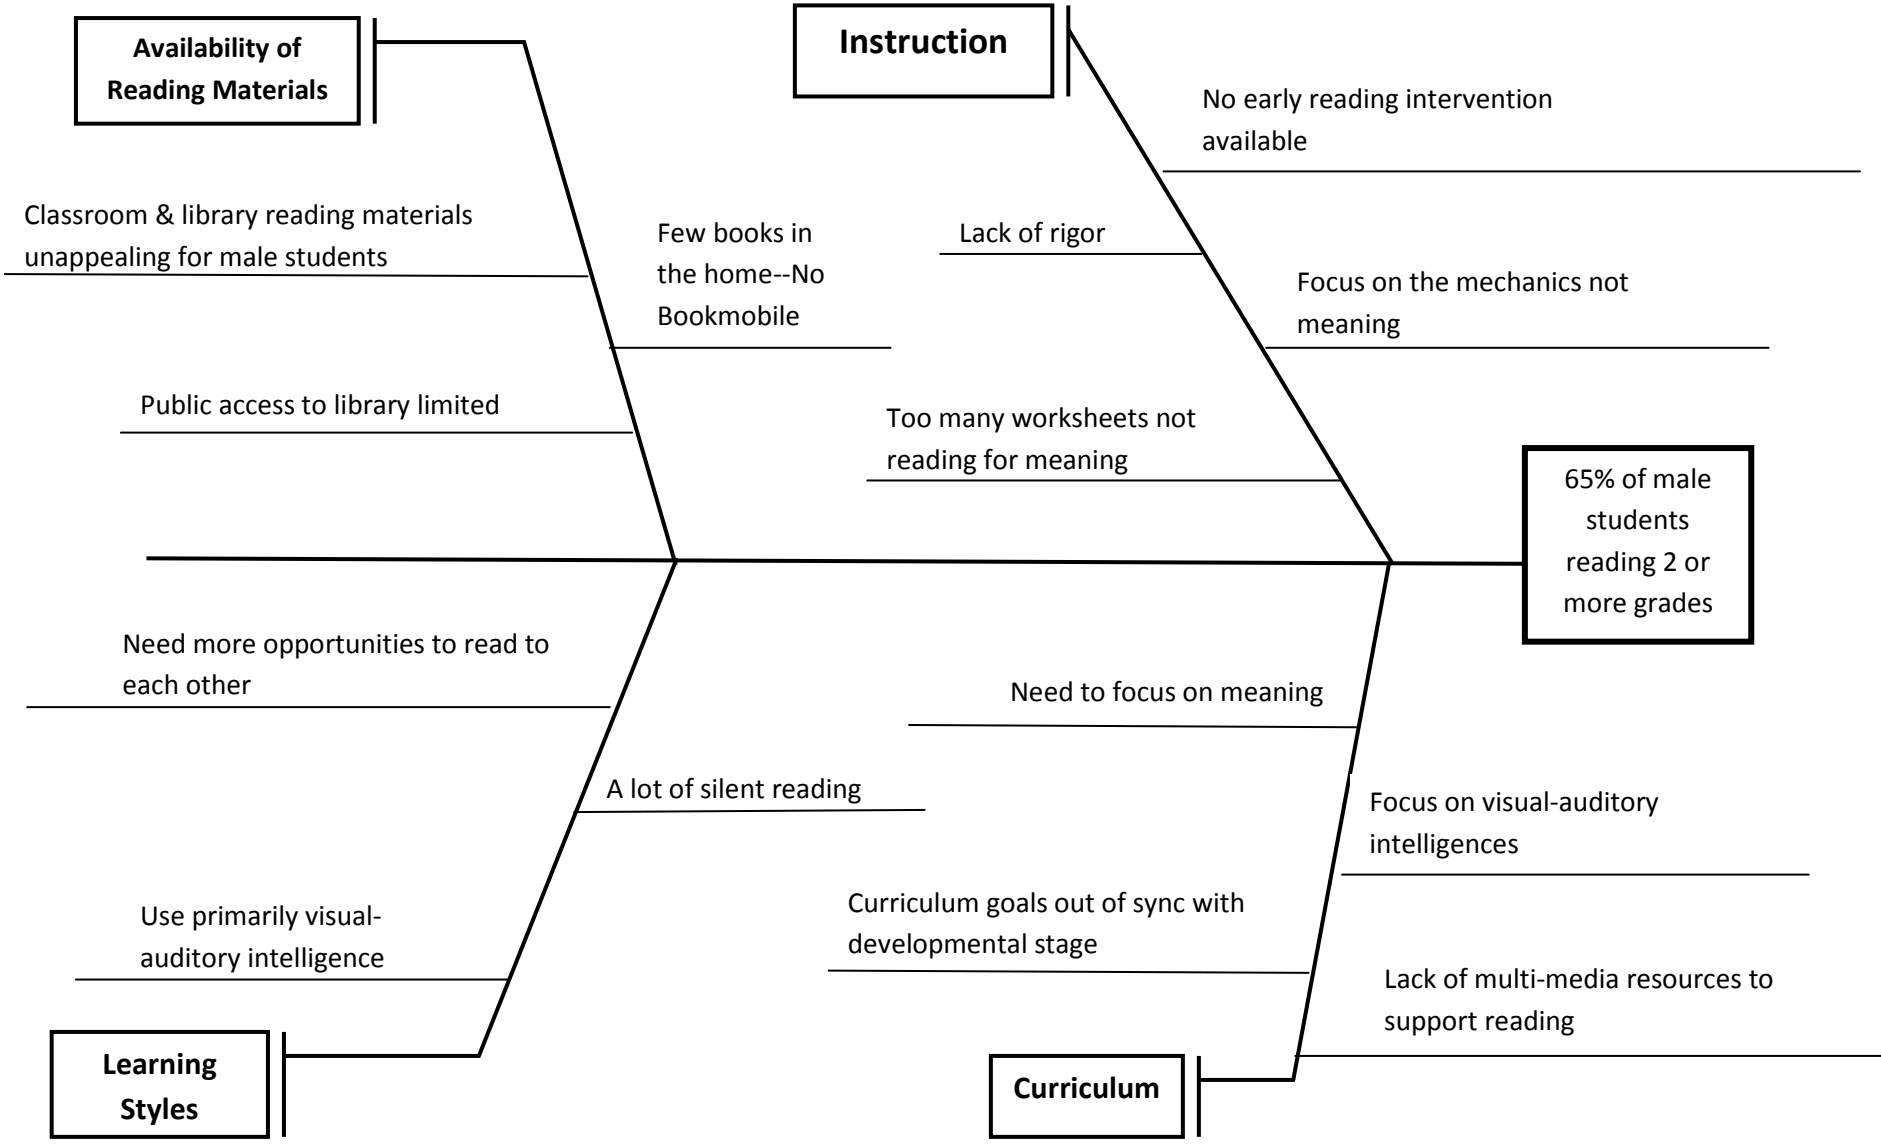 Availability of
Reading Materials
Instruction
No early reading intervention
available
Classroom & library reading materials
unappealing for male students
Few books in
the home--No
Bookmobile
Lack of rigor
Focus on the mechanics not
meaning
Public access to library limited
Too many worksheets not
reading for meaning
65% of male
students
reading 2 or
more grades
Need more opportunities to read to
each other
Need to focus on meaning
A lot of silent reading
Focus on visual-auditory
intelligences
Use primarily visual-
auditory intelligence
Curriculum goals out of sync with
developmental stage
Lack of multi-media resources to
support reading
Learning
Styles
Curriculum